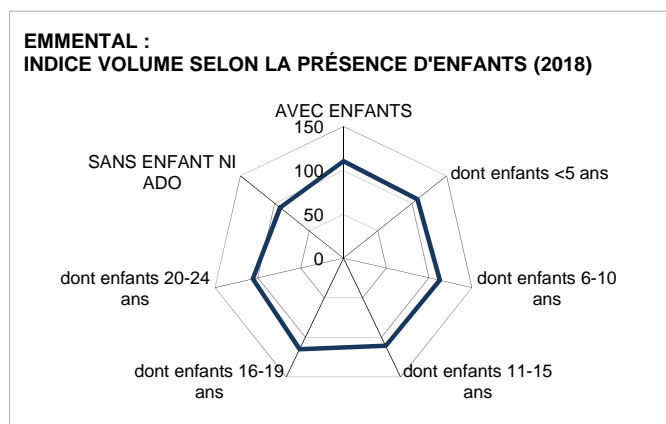 EMMENTAL :
INDICE VOLUME SELON LA PRÉSENCE D'ENFANTS (2018)
AVEC ENFANTS
150
100
50
0
dont enfants <5 ans
dont enfants 6-10
ans
dont enfants 11-15
ans
dont enfants 16-19
ans
dont enfants 20-24
ans
SANS ENFANT NI
ADO